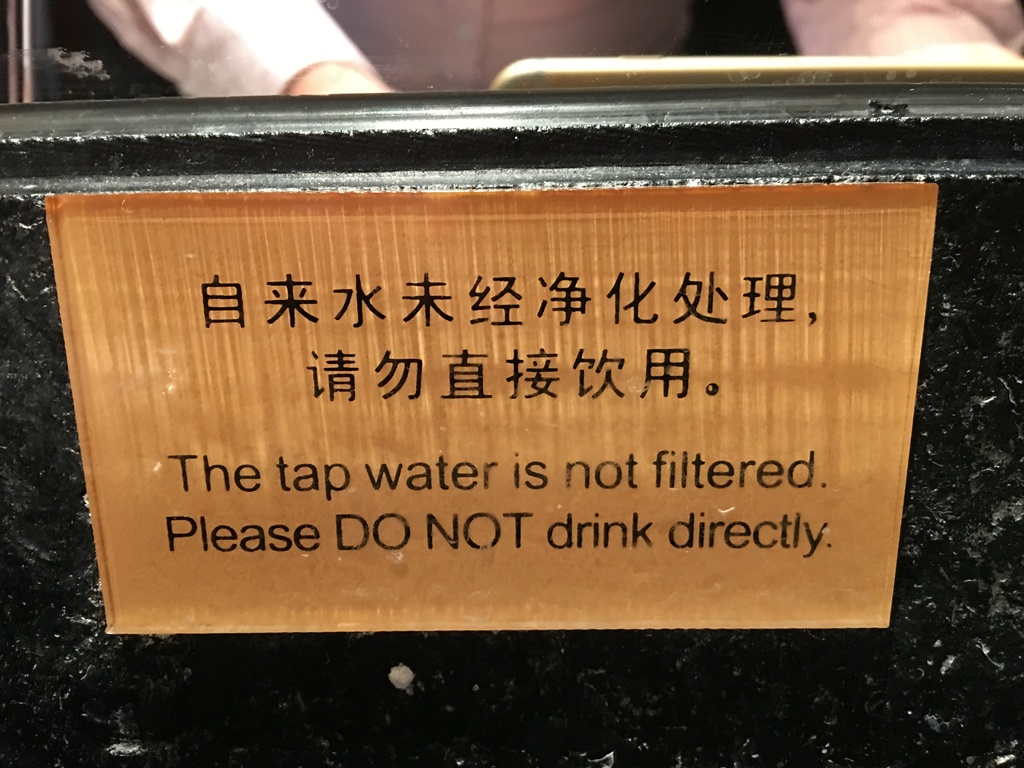 自来水未经净化处理,
请勿直接饮用。
The tap water is not filtered.
Please DO NOT drink directly.